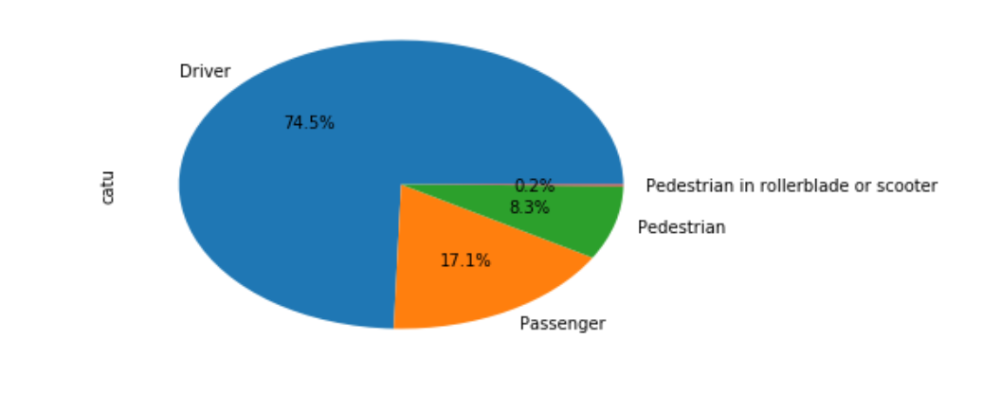 Driver
74.5%
catu
0.2%
Pedestrian in rollerblade or scooter
8.3%
Pedestrian
17.1%
Passenger